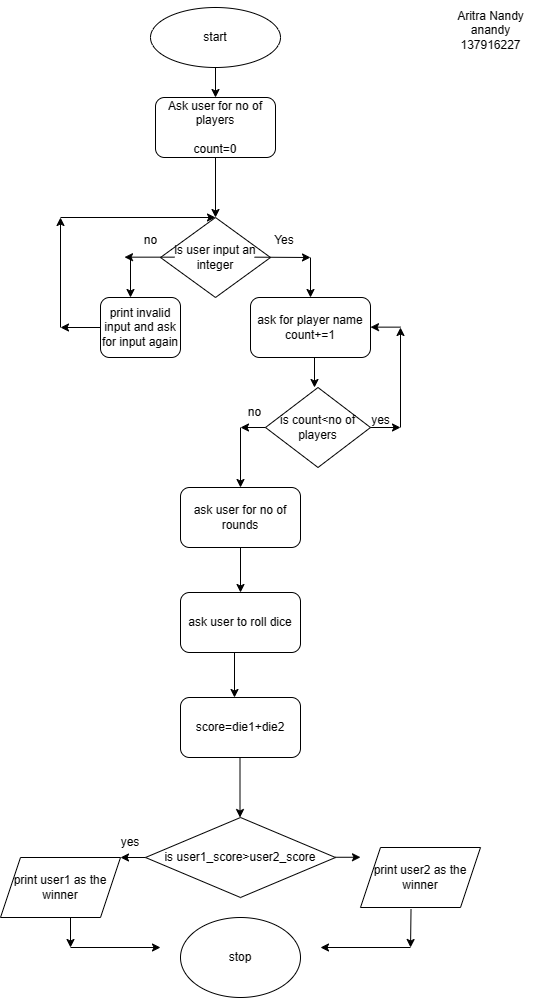 Aritra Nandy
anandy
137916227
start
Ask user for no of
players
count=0
no
Yes
is user input an
integer
print invalid
input and ask
for input again
ask for player name
count+=1
no
is count<no of
players
yes
ask user for no of
rounds
ask user to roll dice
score=die1+die2
yes
is user1_score>user2_score
print user1 as the
winner
print user2 as the
winner
stop